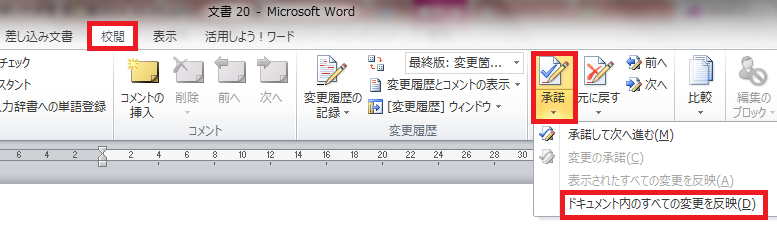 文書 20 - Microsoft Word
差し込み文書 校閲 表示 活用しよう！ワード
チェック
スタント
力辞書への単語登録
コメントの
挿入
削除
前へ
次へ
コメント
変更履歴の
記録
最終版: 変更箇...
変更履歴とコメントの表示
[変更履歴] ウィンドウ
変更履歴
承諾
元に戻す
前へ
次へ
比較
編集の
ブロック
6 4 2 2 4 6 8 10 12 14 16 18 20 22 24 26 28 30
承諾して次へ進む(M)
変更の承諾(C)
表示されたすべての変更を反映(A)
ドキュメント内のすべての変更を反映(D)